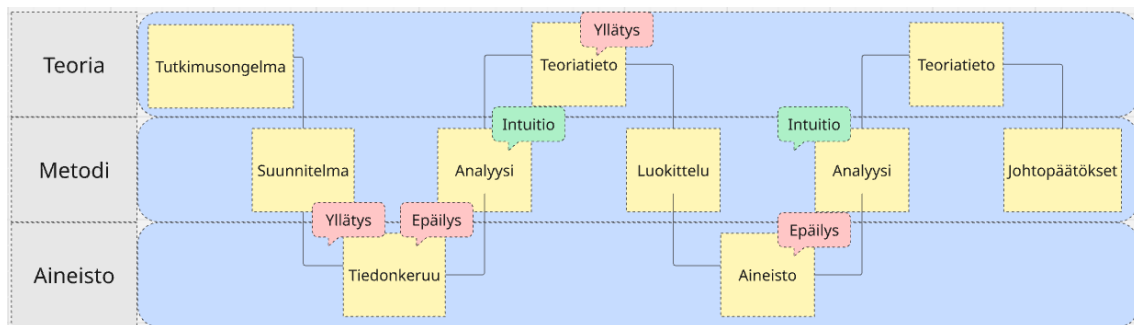 Teoria
Tutkimusongelma
Teoriatieto
Yllätys
Teoriatieto
Metodi
Suunnitelma
Analyysi
Intuitio
Luokittelu
Intuitio
Analyysi
Johtopäätökset
Aineisto
Yllätys
Epäilys
Tiedonkeruu
Epäilys
Aineisto